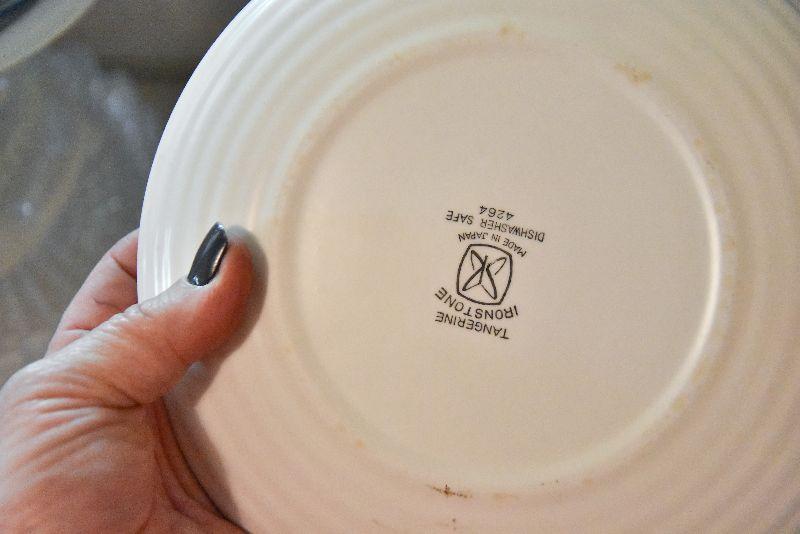 TANGERINE
IRONSTONE
MADE IN JAPAN
DISHWASHER SAFE
4264